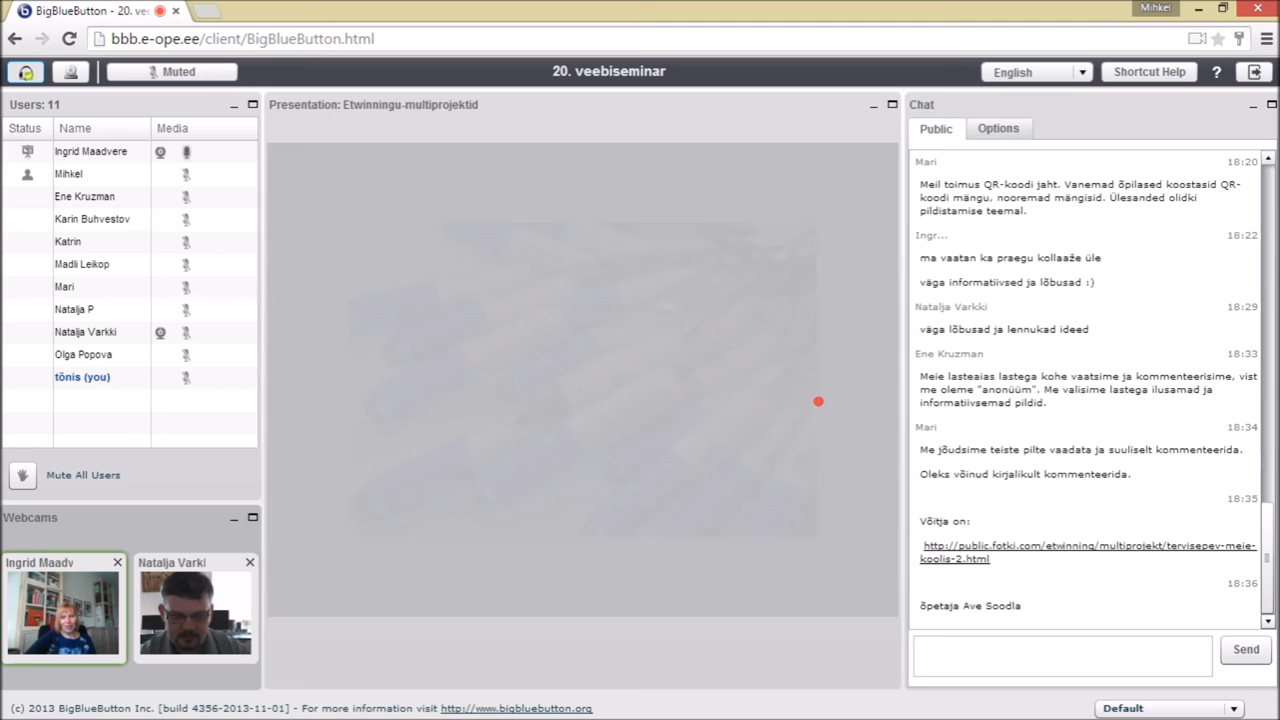 BigBlueButton - 20. vee
Mihkel
bbb.e-ope.ee/client/BigBlueButton.html
Muted
20. veebiseminar
English
Shortcut Help
?
Users: 11
Status Name Media
Ingrid Maadvere
Mihkel
Ene Kruzman
Karin Buhvestov
Katrin
Madli Leikop
Mari
Natalja P
Natalja Varkki
Olga Popova
tõnis (you)
Mute All Users
Webcams
Ingrid Maadv
Natalja Varkl
Presentation: Etwinningu-multiprojektid
Chat
Public Options
Mari 18:20
Meil toimus QR-koodi jaht. Vanemad õpilased koostasid QR-
koodi mängu, nooremad mängisid. Ülesanded olidki
pildistamise teemal.
Ingr... 18:22
ma vaatan ka praegu kollaaže üle
väga informatiivsed ja lõbusad :)
Natalja Varkki 18:29
väga lõbusad ja lennukad ideed
Ene Kruzman 18:33
Meie lasteaias lastega kohe vaatsime ja kommenteerisime, vist
me oleme "anonüüm". Me valisime lastega ilusamad ja
informatiivsemad pildid.
Mari 18:34
Me jõudsime teiste pilte vaadata ja suuliselt kommenteerida.
Oleks võinud kirjalikult kommenteerida.
18:35
Võitja on:
http://public.fotki.com/etwinning/multiprojekt/tervisepev-meie-
koolis-2.html
18:36
õpetaja Ave Soodla
Send
(c) 2013 BigBlueButton Inc. [build 4356-2013-11-01] - For more information visit http://www.bigbluebutton.org
Default